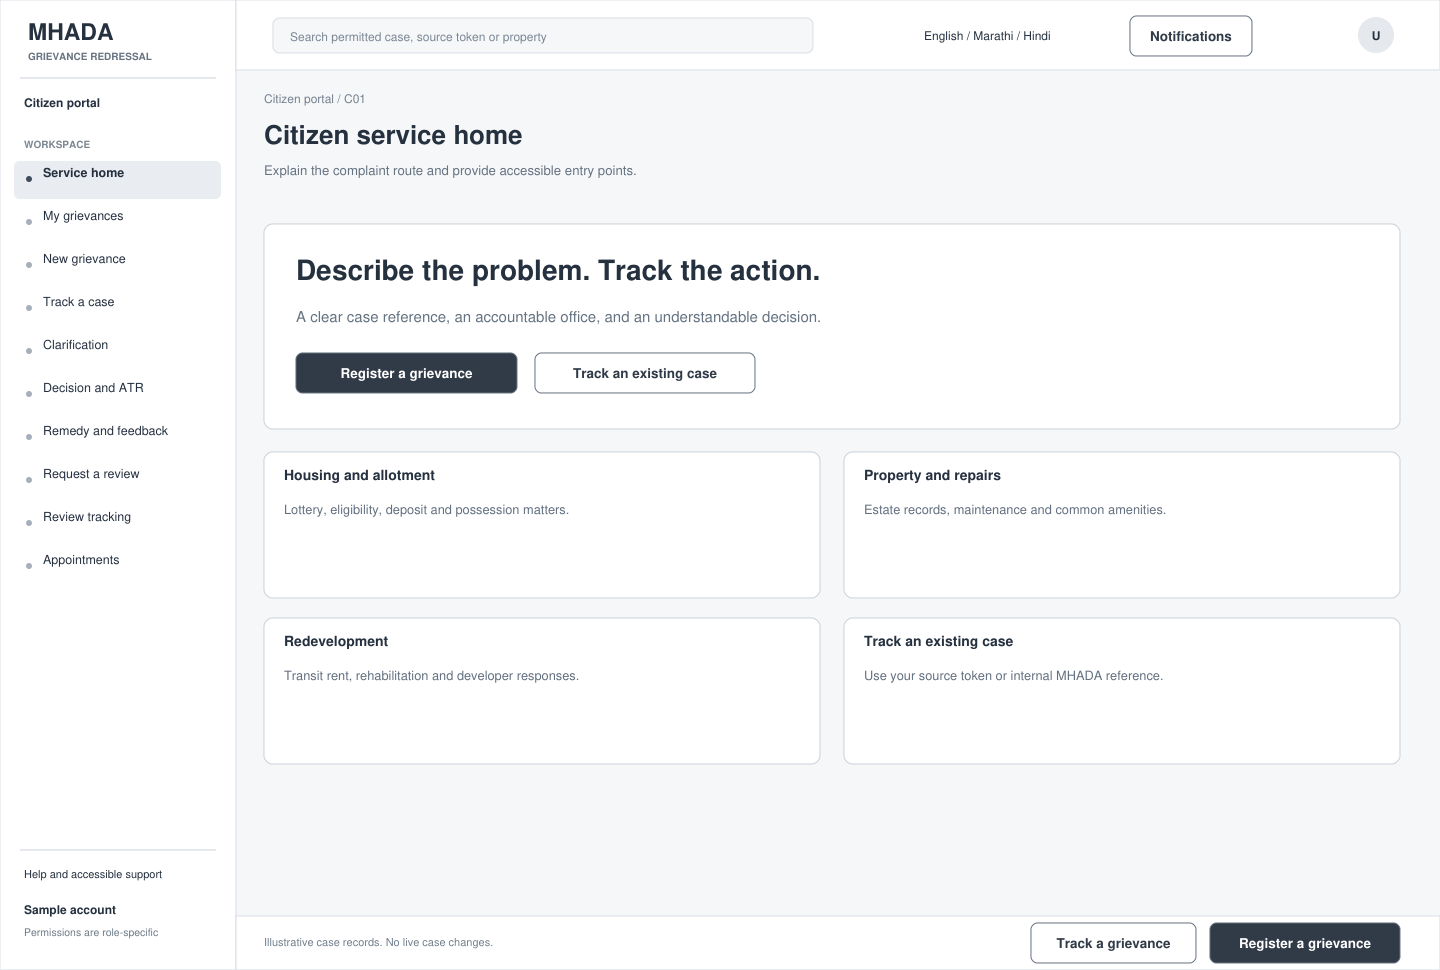 MHADA
GRIEVANCE REDRESSAL
Citizen portal
WORKSPACE
Service home
My grievances
New grievance
Track a case
Clarification
Decision and ATR
Remedy and feedback
Request a review
Review tracking
Appointments
Help and accessible support
Sample account
Permissions are role-specific
Search permitted case, source token or property
English / Marathi / Hindi
Notifications
U
Citizen portal / C01
Citizen service home
Explain the complaint route and provide accessible entry points.
Describe the problem. Track the action.
A clear case reference, an accountable office, and an understandable decision.
Register a grievance
Track an existing case
Housing and allotment
Lottery, eligibility, deposit and possession matters.
Property and repairs
Estate records, maintenance and common amenities.
Redevelopment
Transit rent, rehabilitation and developer responses.
Track an existing case
Use your source token or internal MHADA reference.
Illustrative case records. No live case changes.
Track a grievance
Register a grievance